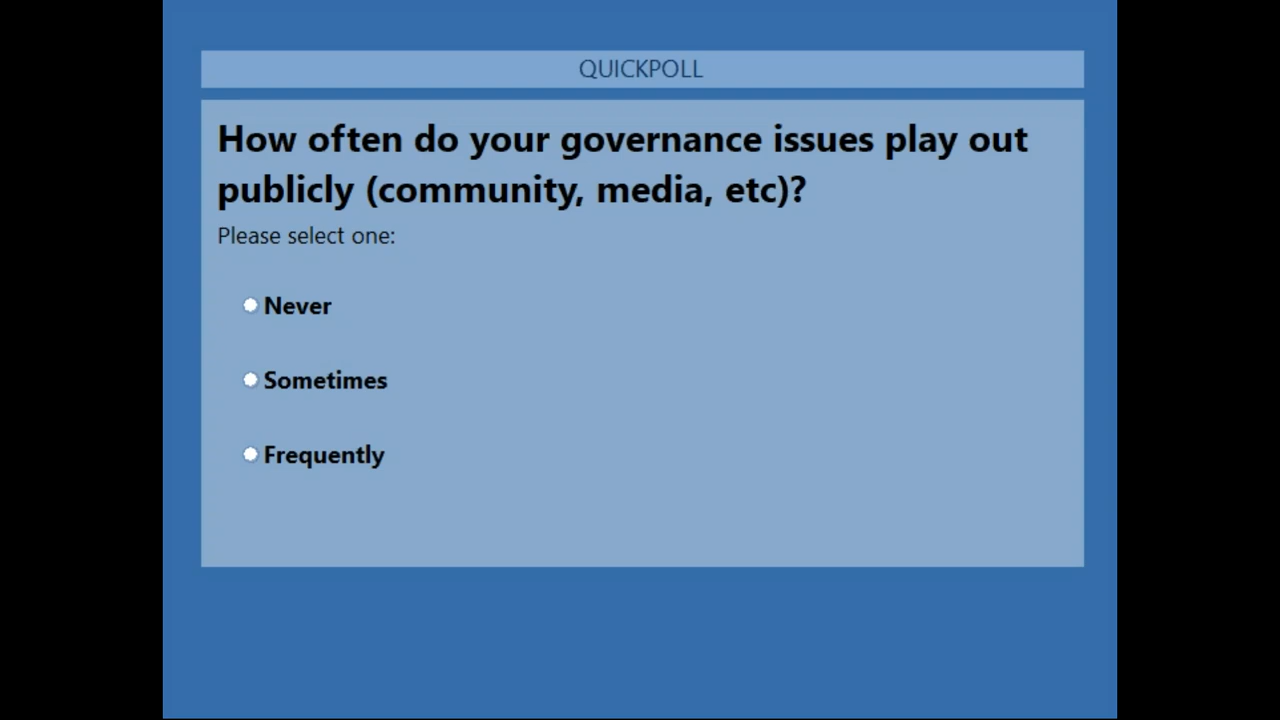 QUICKPOLL
How often do your governance issues play out
publicly (community, media, etc)?
Please select one:
Never
Sometimes
Frequently